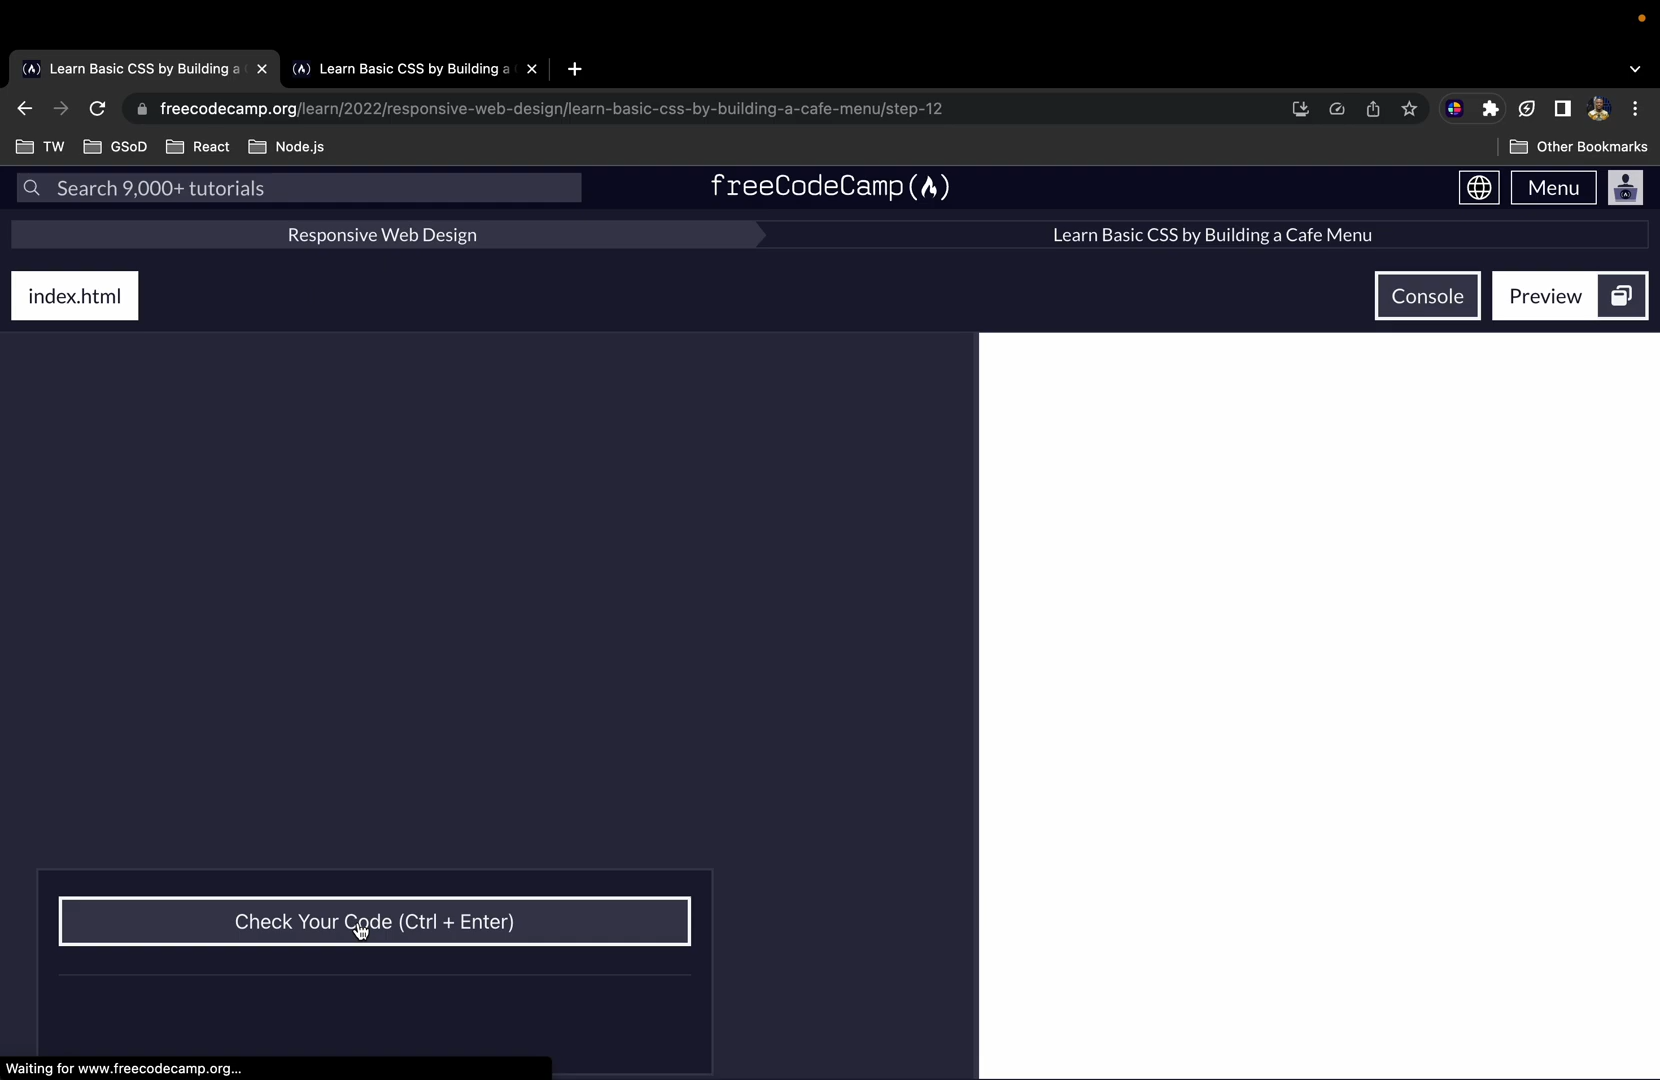 Learn Basic CSS by Building a
Learn Basic CSS by Building a
freecodecamp.org/learn/2022/responsive-web-design/learn-basic-css-by-building-a-cafe-menu/step-12
TW GSoD React Node.js Other Bookmarks
Search 9,000+ tutorials
freeCodeCamp
Menu
Responsive Web Design
Learn Basic CSS by Building a Cafe Menu
index.html
Console
Preview
Check Your Code (Ctrl + Enter)
Waiting for www.freecodecamp.org...